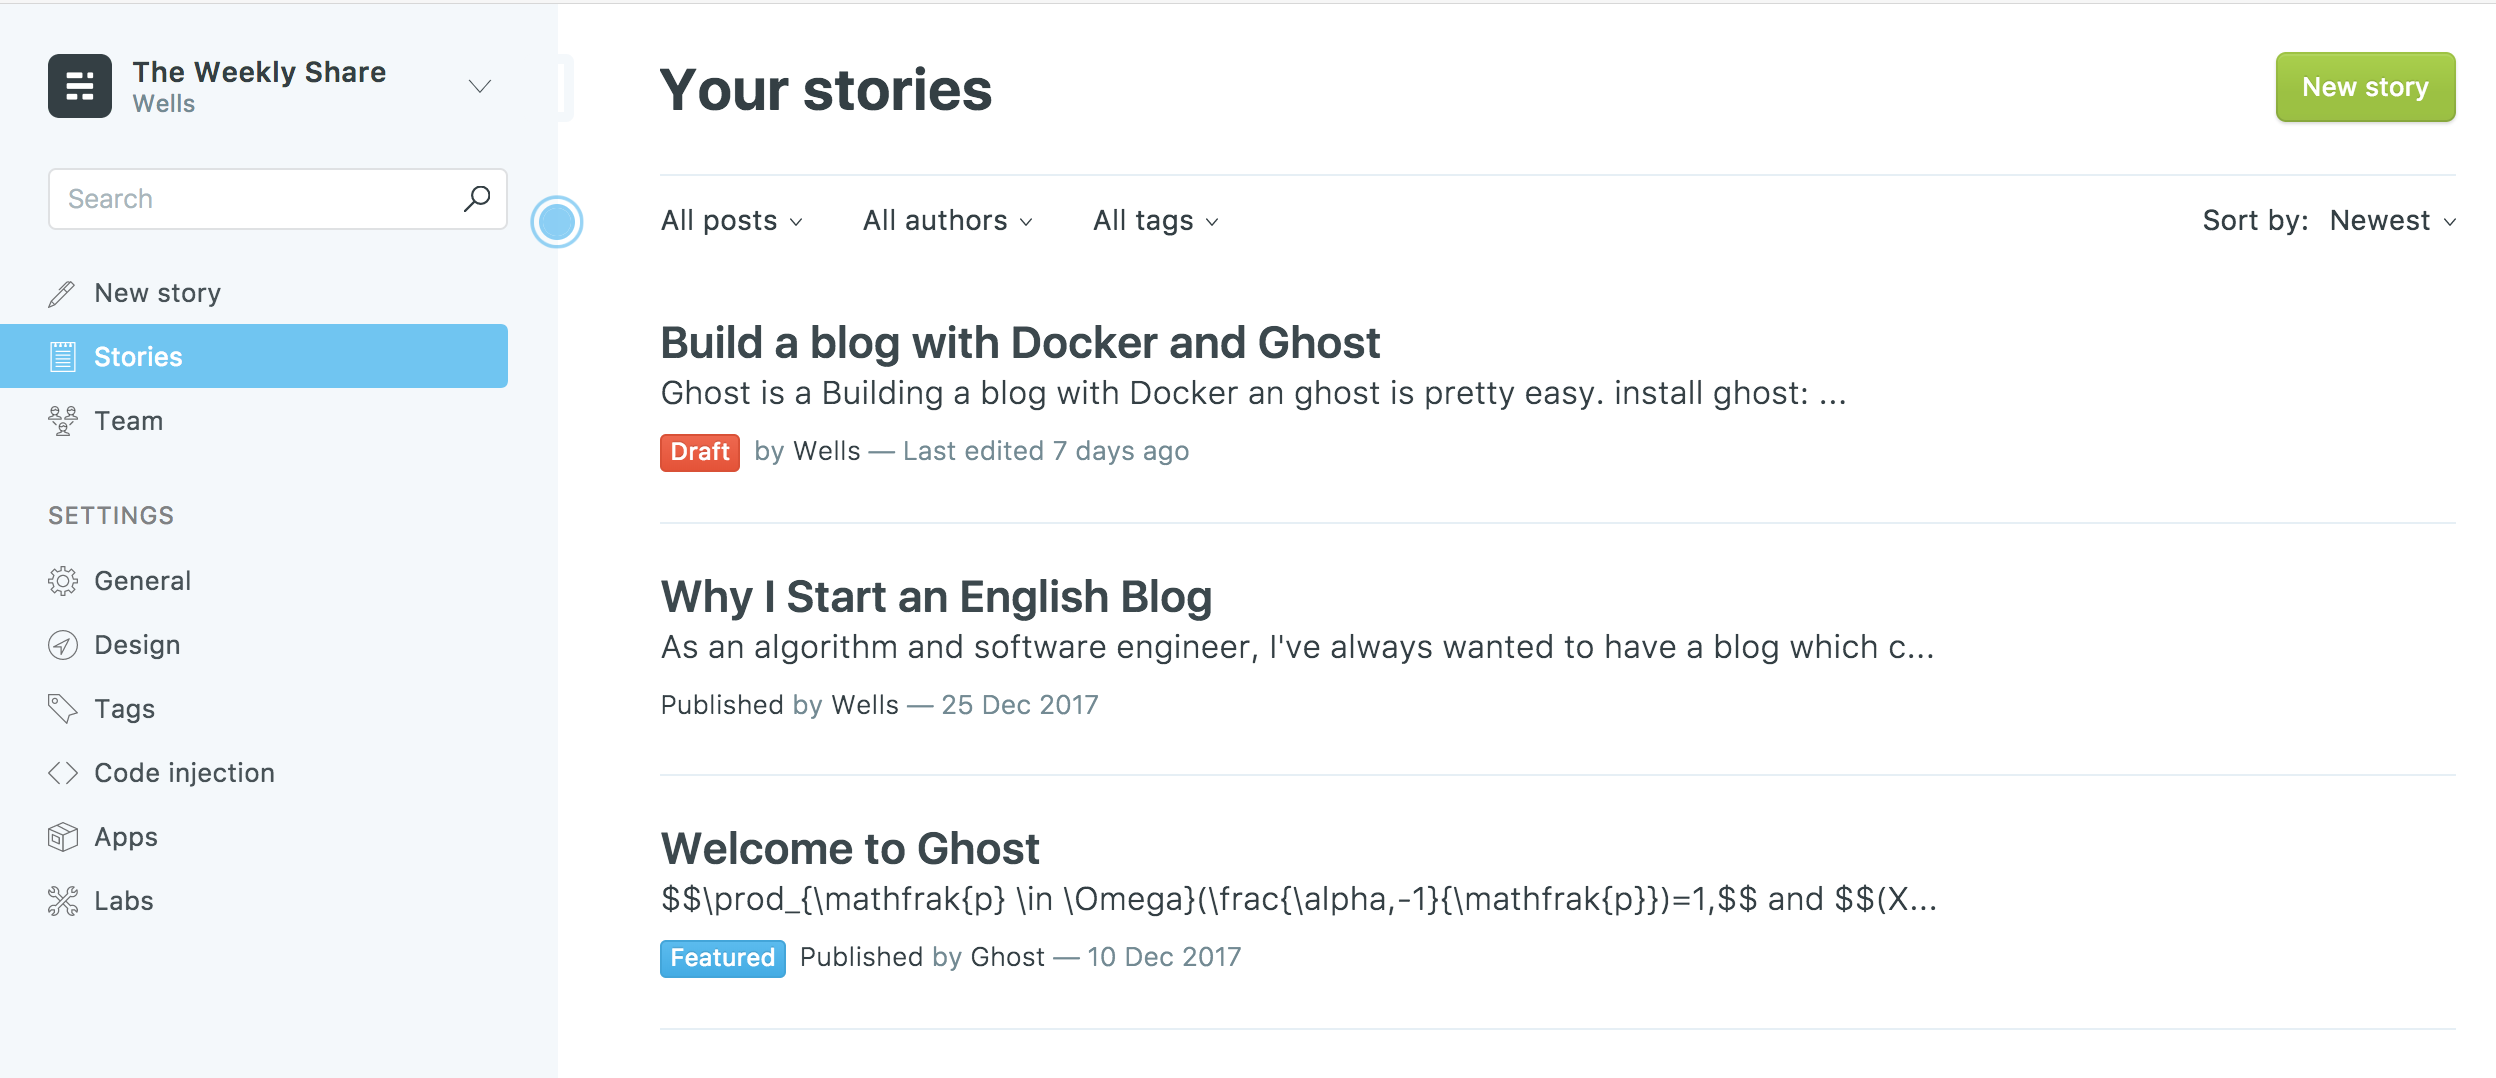 The Weekly Share
Wells
Search
New story
Stories
Team
SETTINGS
General
Design
Tags
Code injection
Apps
Labs
Your stories
New story
All posts All authors All tags Sort by: Newest
Build a blog with Docker and Ghost
Ghost is a Building a blog with Docker an ghost is pretty easy. install ghost: ...
Draft by Wells — Last edited 7 days ago
Why I Start an English Blog
As an algorithm and software engineer, I've always wanted to have a blog which c...
Published by Wells — 25 Dec 2017
Welcome to Ghost
$$\prod_{\mathfrak{p} \in \Omega}(\frac{\alpha,-1}{\mathfrak{p}})=1,$$ and $$(X...
Featured Published by Ghost — 10 Dec 2017